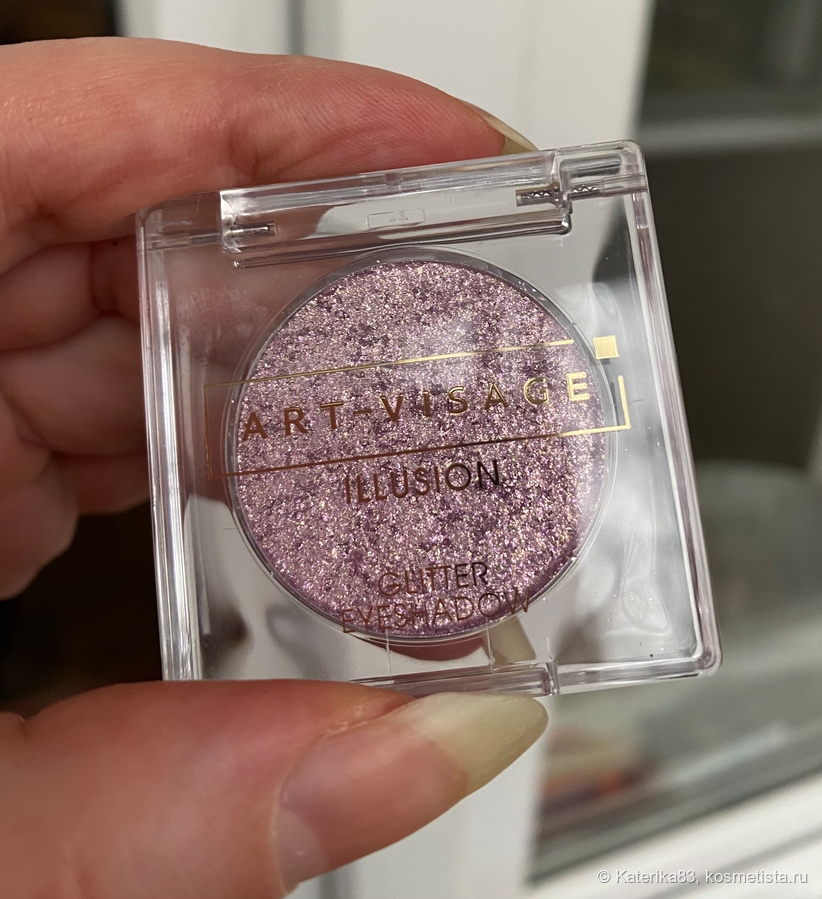 ART-VISAGE
ILLUSION
GLITTER
EYESHADOW
© Katerika83, kosmetista.ru